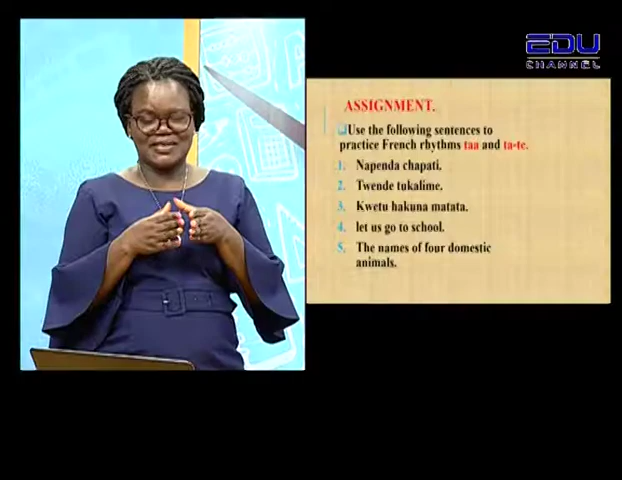 EDU
CHANNEL
ASSIGNMENT.
Use the following sentences to
practice French rhythms taa and ta-te.
1. Napenda chapati.
2. Twende tukalime.
3. Kwetu hakuna matata.
4. let us go to school.
5. The names of four domestic
animals.